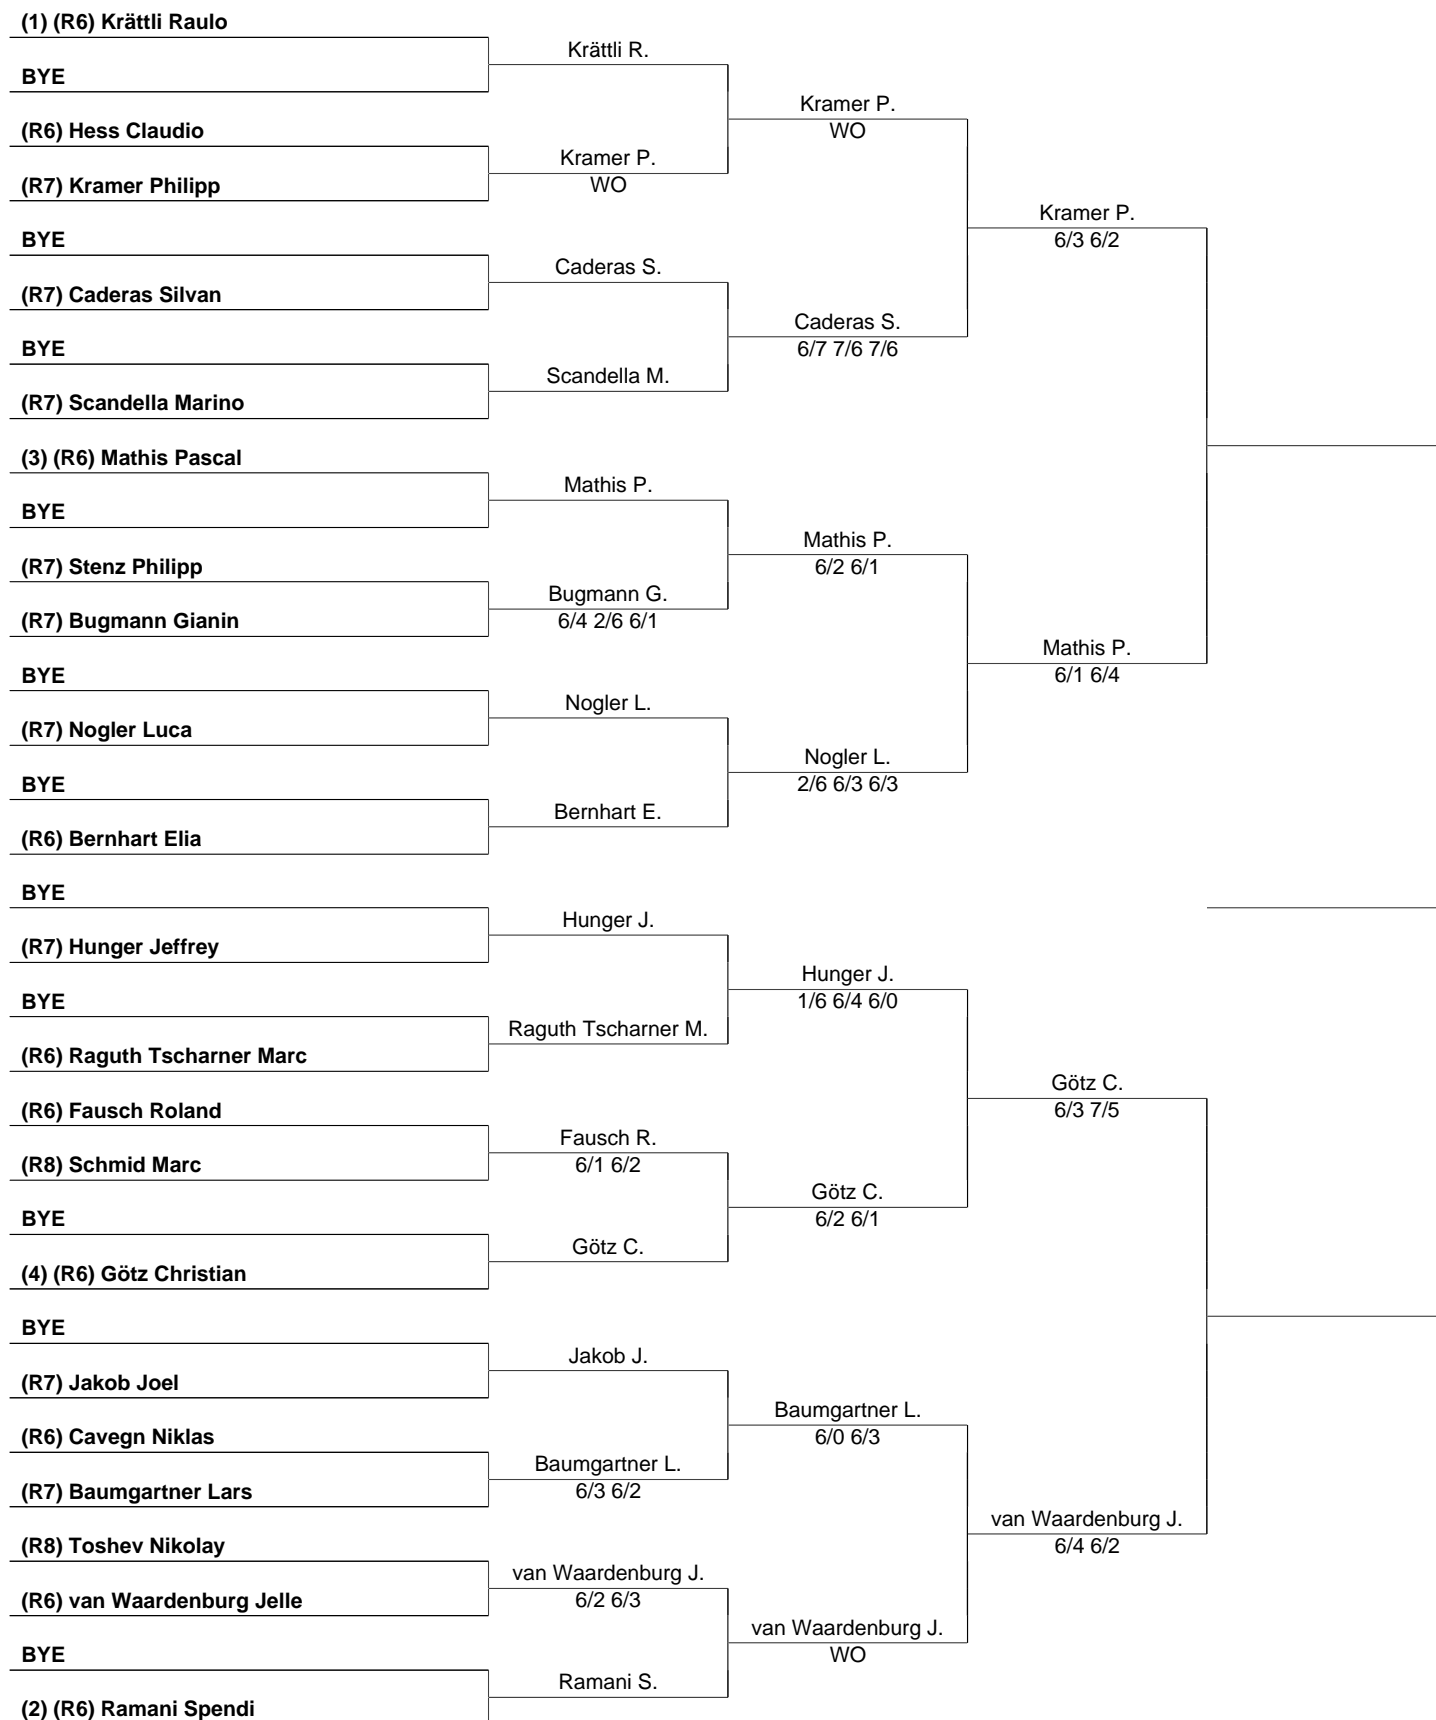 (1) (R6) Krättli Raulo
Krättli R.
BYE
Kramer P.
WO
(R6) Hess Claudio
Kramer P.
WO
(R7) Kramer Philipp
Kramer P.
6/3 6/2
BYE
Caderas S.
(R7) Caderas Silvan
Caderas S.
6/7 7/6 7/6
BYE
Scandella M.
(R7) Scandella Marino
(3) (R6) Mathis Pascal
Mathis P.
BYE
Mathis P.
6/2 6/1
(R7) Stenz Philipp
Bugmann G.
6/4 2/6 6/1
(R7) Bugmann Gianin
Mathis P.
6/1 6/4
BYE
Nogler L.
(R7) Nogler Luca
Nogler L.
2/6 6/3 6/3
BYE
Bernhart E.
(R6) Bernhart Elia
BYE
Hunger J.
(R7) Hunger Jeffrey
Hunger J.
1/6 6/4 6/0
BYE
Raguth Tscharner M.
(R6) Raguth Tscharner Marc
Götz C.
6/3 7/5
(R6) Fausch Roland
Fausch R.
6/1 6/2
(R8) Schmid Marc
Götz C.
6/2 6/1
BYE
Götz C.
(4) (R6) Götz Christian
BYE
Jakob J.
(R7) Jakob Joel
Baumgartner L.
6/0 6/3
(R6) Cavegn Niklas
Baumgartner L.
6/3 6/2
(R7) Baumgartner Lars
van Waardenburg J.
6/4 6/2
(R8) Toshev Nikolay
van Waardenburg J.
6/2 6/3
(R6) van Waardenburg Jelle
van Waardenburg J.
WO
BYE
Ramani S.
(2) (R6) Ramani Spendi